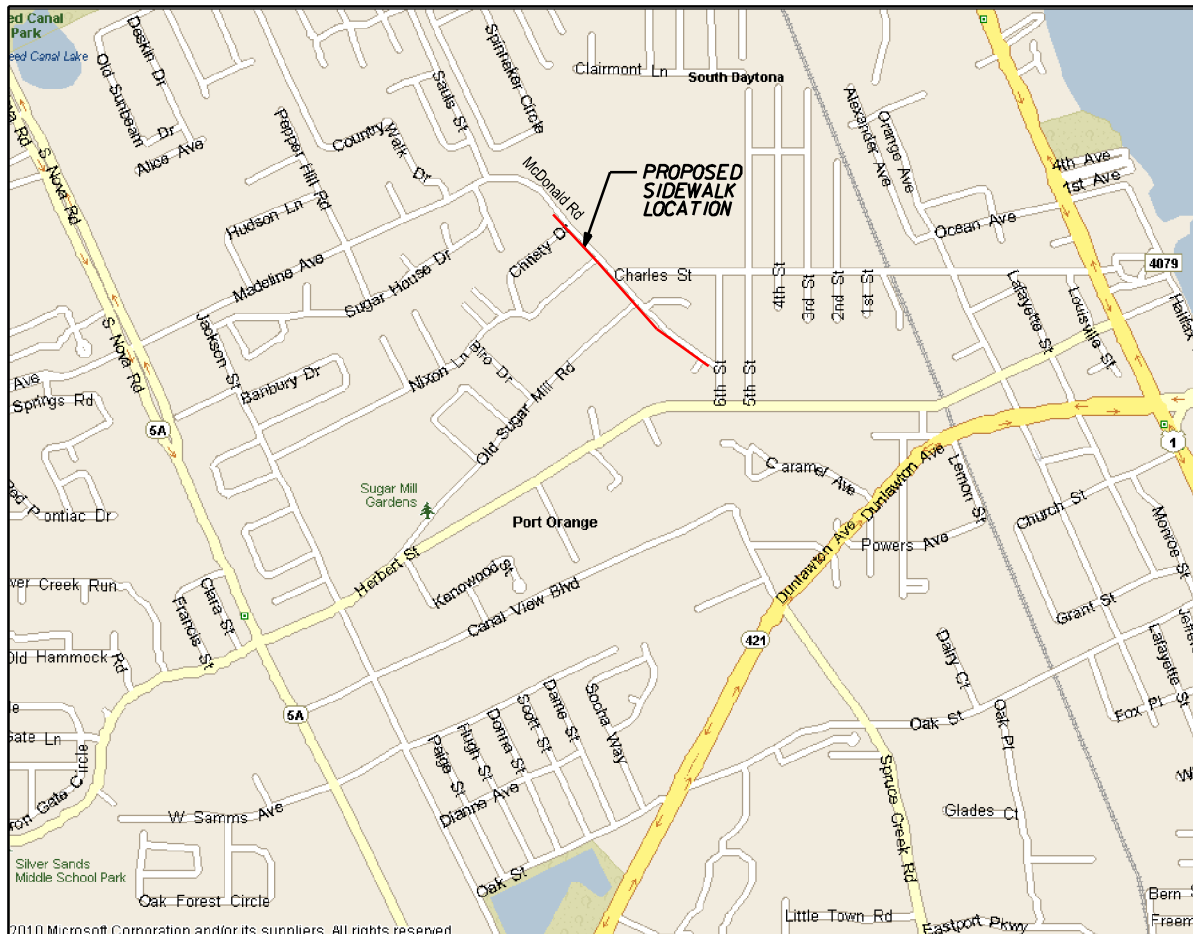 ed Canal
Park
eed Canal Lake
Deskin Dr
Old Sunbeam Dr
Alice Ave
Spinnaker Circle
Sauls St
Clairmont Ln
South Daytona
Country Walk Dr
Pepper Hill Rd
McDonald Rd
PROPOSED
SIDEWALK
LOCATION
Alexander Ave
Orange Ave
4th Ave
1st Ave
Ocean Ave
S Nova Rd
Hudson Ln
Madeline Ave
Sugar House Dr
Christy Dr
Charles St
4th St
3rd St
2nd St
1st St
4079
Halifax
Lafayette St
Louisville St
S Nova Rd
Jackson St
Banbury Dr
Nixon Ln
Bird Dr
Old Sugar Mill Rd
6th St
5th St
Ave
Springs Rd
5A
1
Caramel Ave
Dunlawton Ave
Lemon St
Church St
Monroe St
Sugar Mill
Gardens
Port Orange
Pontiac Dr
Dunlawton Ave
Powers Ave
Herbert St
Kenowood St
Canal View Blvd
Creek Run
Clara St
Francis St
Old Hammock Rd
421
Grant St
Lafayette St
Dairy Ct
Fox Pl
Oak St
Oak Pl
5A
Gate Ln
Gate Circle
Paige St
Hugh St
Donna St
Scott St
Dame St
Socha Way
Dianne Ave
W Samms Ave
Spruce Creek Rd
Glades Ct
Silver Sands
Middle School Park
Oak Forest Circle
Oak St
Little Town Rd
Eastport Pkwy
Bern
Freem
2010 Microsoft Corporation and/or its suppliers. All rights reserved